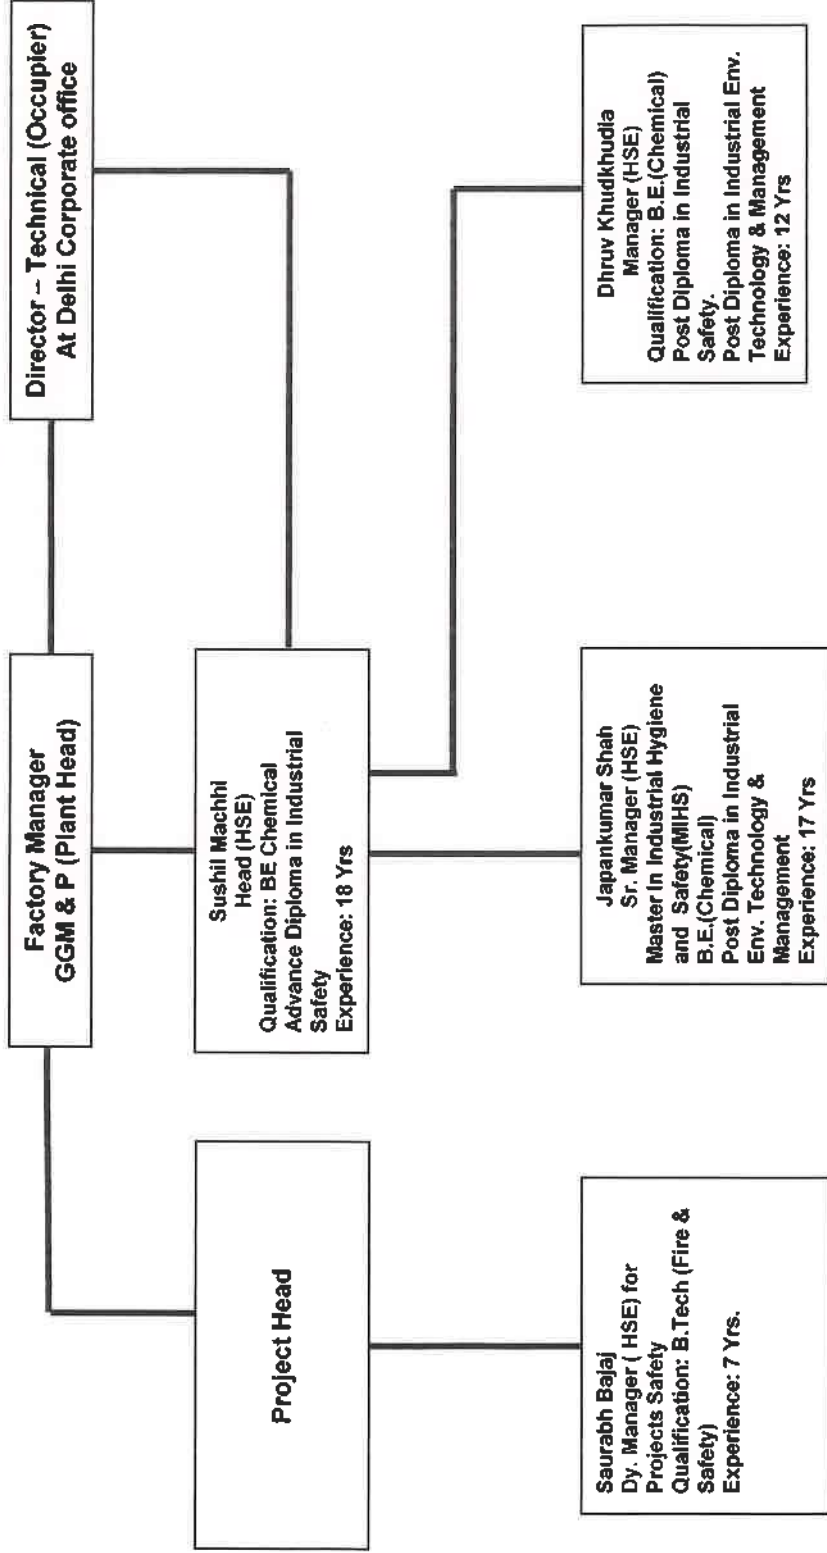 Director – Technical (Occupier)
At Delhi Corporate office
Factory Manager
GGM & P (Plant Head)
Project Head
Sushil Machhi
Head (HSE)
Qualification: BE Chemical
Advance Diploma in Industrial
Safety
Experience: 18 Yrs
Saurabh Bajaj
Dy. Manager ( HSE) for
Projects Safety
Qualification: B.Tech (Fire &
Safety)
Experience: 7 Yrs.
Japankumar Shah
Sr. Manager (HSE)
Master In Industrial Hygiene
and Safety(MIHS)
B.E.(Chemical)
Post Diploma in Industrial
Env. Technology &
Management
Experience: 17 Yrs
Dhruv Khudkhudia
Manager (HSE)
Qualification: B.E.(Chemical)
Post Diploma in Industrial
Safety.
Post Diploma in Industrial Env.
Technology & Management
Experience: 12 Yrs